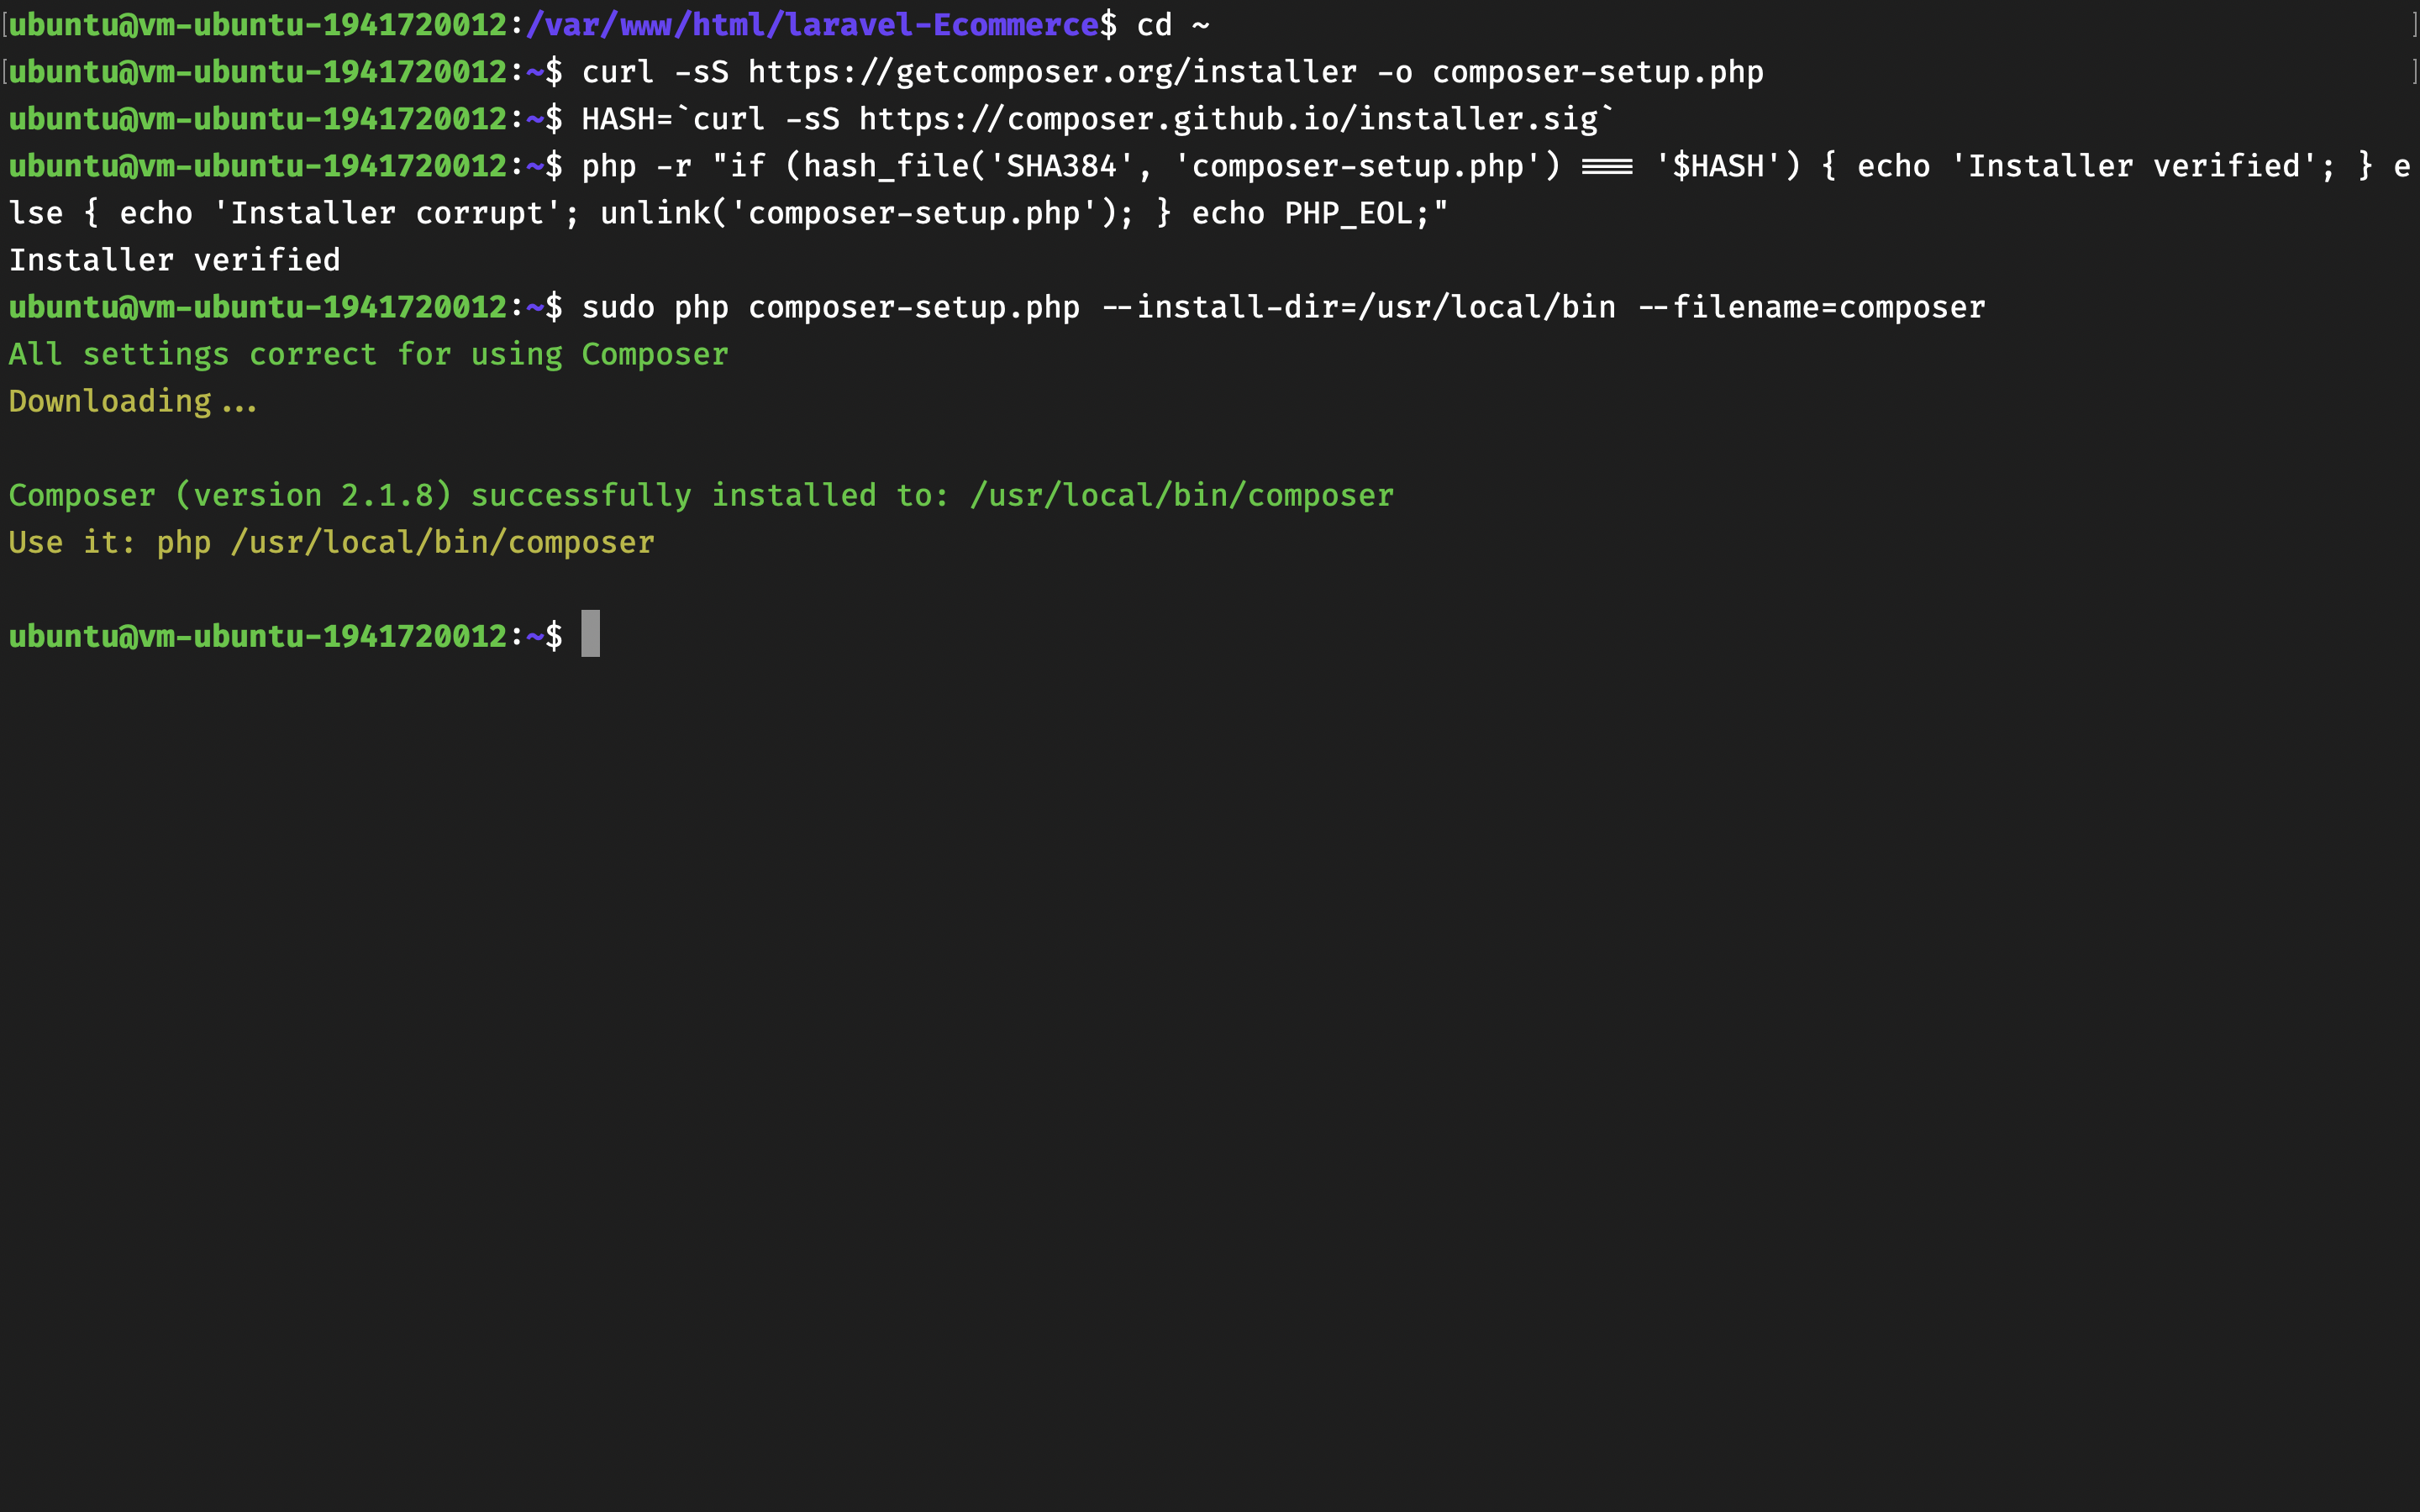 [ubuntu@vm-ubuntu-1941720012:/var/www/html/laravel-Ecommerce$ cd ~ ]
[ubuntu@vm-ubuntu-1941720012:~$ curl -sS https://getcomposer.org/installer -o composer-setup.php ]
ubuntu@vm-ubuntu-1941720012:~$ HASH=`curl -sS https://composer.github.io/installer.sig`
ubuntu@vm-ubuntu-1941720012:~$ php -r "if (hash_file('SHA384', 'composer-setup.php') === '$HASH') { echo 'Installer verified'; } e
lse { echo 'Installer corrupt'; unlink('composer-setup.php'); } echo PHP_EOL;"
Installer verified
ubuntu@vm-ubuntu-1941720012:~$ sudo php composer-setup.php --install-dir=/usr/local/bin --filename=composer
All settings correct for using Composer
Downloading...
Composer (version 2.1.8) successfully installed to: /usr/local/bin/composer
Use it: php /usr/local/bin/composer
ubuntu@vm-ubuntu-1941720012:~$